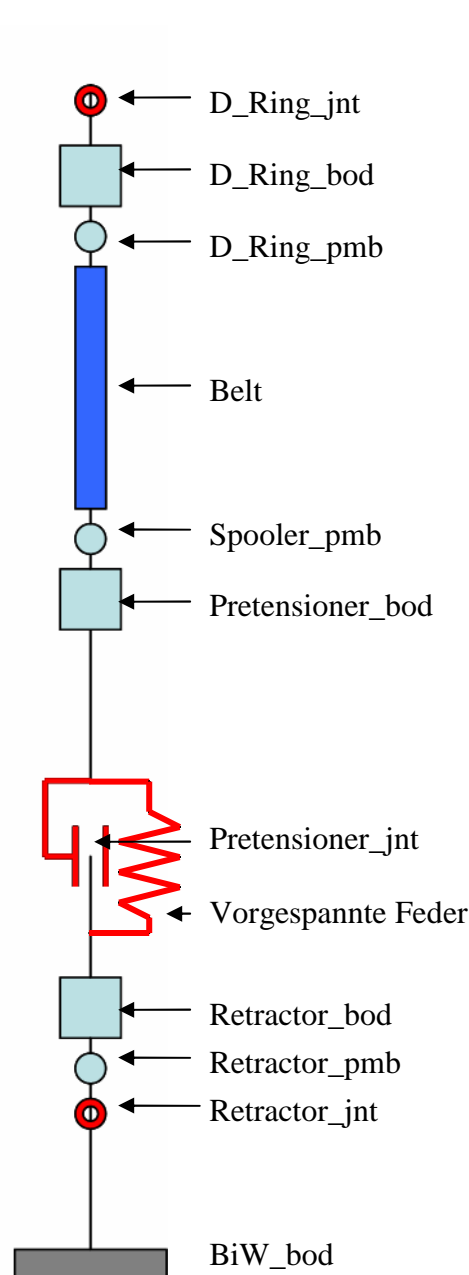 D_Ring_jnt
D_Ring_bod
D_Ring_pmb
Belt
Spooler_pmb
Pretensioner_bod
Pretensioner_jnt
Vorgespannte Feder
Retractor_bod
Retractor_pmb
Retractor_jnt
BiW_bod